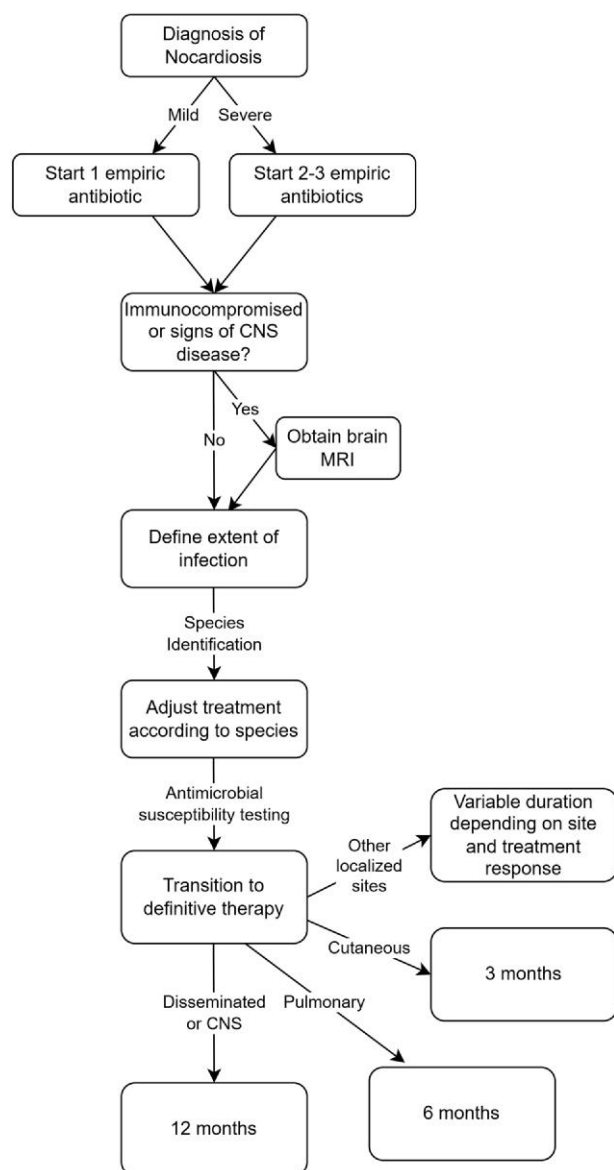 Diagnosis of
Nocardiosis
Mild
Severe
Start 1 empiric
antibiotic
Start 2-3 empiric
antibiotics
Immunocompromised
or signs of CNS
disease?
Yes
No
Obtain brain
MRI
Define extent of
infection
Species
Identification
Adjust treatment
according to species
Antimicrobial
susceptibility testing
Variable duration
depending on site
and treatment
response
Other
localized
sites
Transition to
definitive therapy
Cutaneous
3 months
Disseminated
or CNS
Pulmonary
12 months
6 months